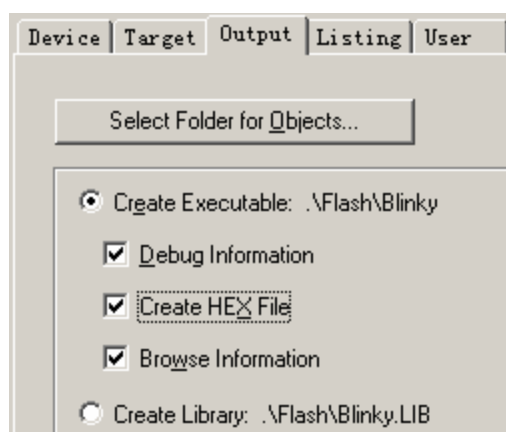 Device Target Output Listing User
Select Folder for Objects...
Create Executable: .\Flash\Blinky
Debug Information
Create HEX File
Browse Information
Create Library: .\Flash\Blinky.LIB